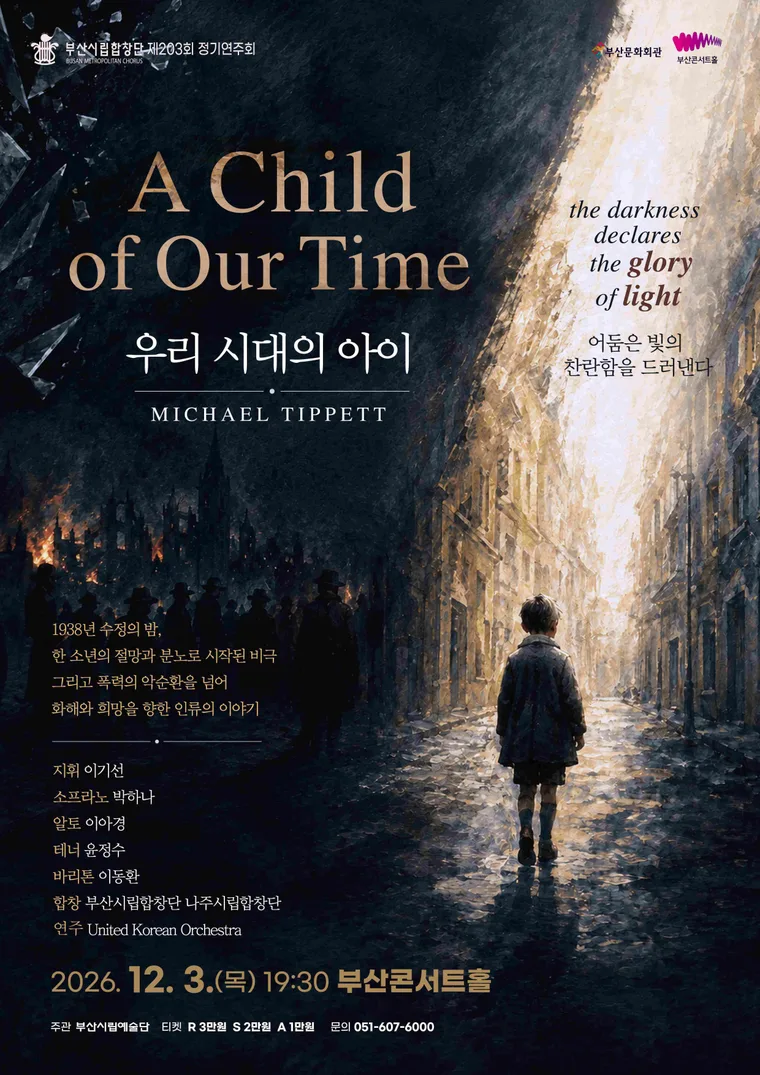 부산시립합창단 제203회 정기연주회
BUSAN METROPOLITAN CHORUS
부산문화회관
부산콘서트홀
A Child
of Our Time
우리 시대의 아이
MICHAEL TIPPETT
the darkness
declares
the glory
of light
어둠은 빛의
찬란함을 드러낸다
1938년 수정의 밤,
한 소년의 절망과 분노로 시작된 비극
그리고 폭력의 악순환을 넘어
화해와 희망을 향한 인류의 이야기
지휘 이기선
소프라노 박하나
알토 이아경
테너 윤정수
바리톤 이동환
합창 부산시립합창단 나주시립합창단
연주 United Korean Orchestra
2026. 12. 3.(목) 19:30 부산콘서트홀
주관 부산시립예술단 티켓 R 3만원 S 2만원 A 1만원 문의 051-607-6000